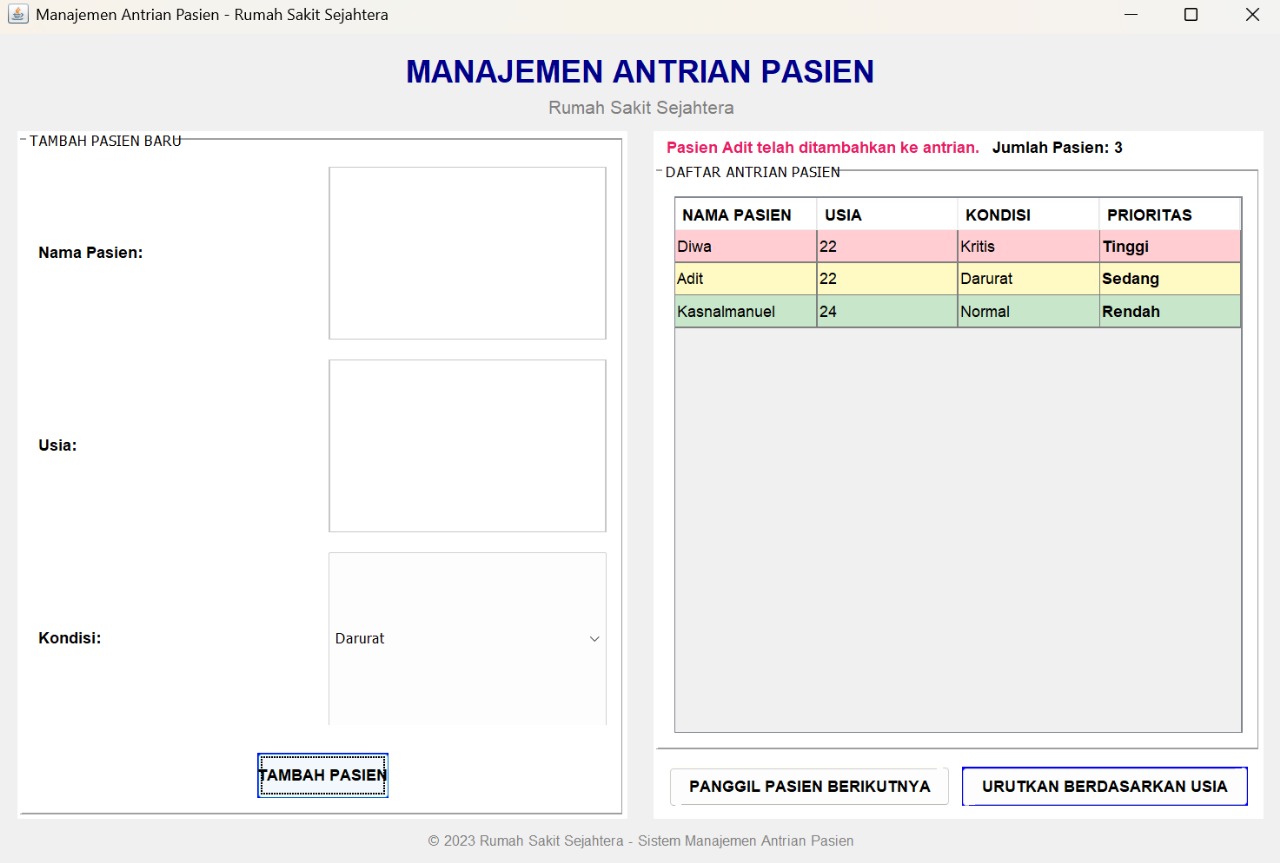 Manajemen Antrian Pasien - Rumah Sakit Sejahtera
MANAJEMEN ANTRIAN PASIEN
Rumah Sakit Sejahtera
TAMBAH PASIEN BARU
Nama Pasien:
Usia:
Kondisi:
Darurat
TAMBAH PASIEN
Pasien Adit telah ditambahkan ke antrian. Jumlah Pasien: 3
DAFTAR ANTRIAN PASIEN
NAMA PASIEN USIA KONDISI PRIORITAS
Diwa 22 Kritis Tinggi
Adit 22 Darurat Sedang
Kasnalmanuel 24 Normal Rendah
PANGGIL PASIEN BERIKUTNYA URUTKAN BERDASARKAN USIA
© 2023 Rumah Sakit Sejahtera - Sistem Manajemen Antrian Pasien